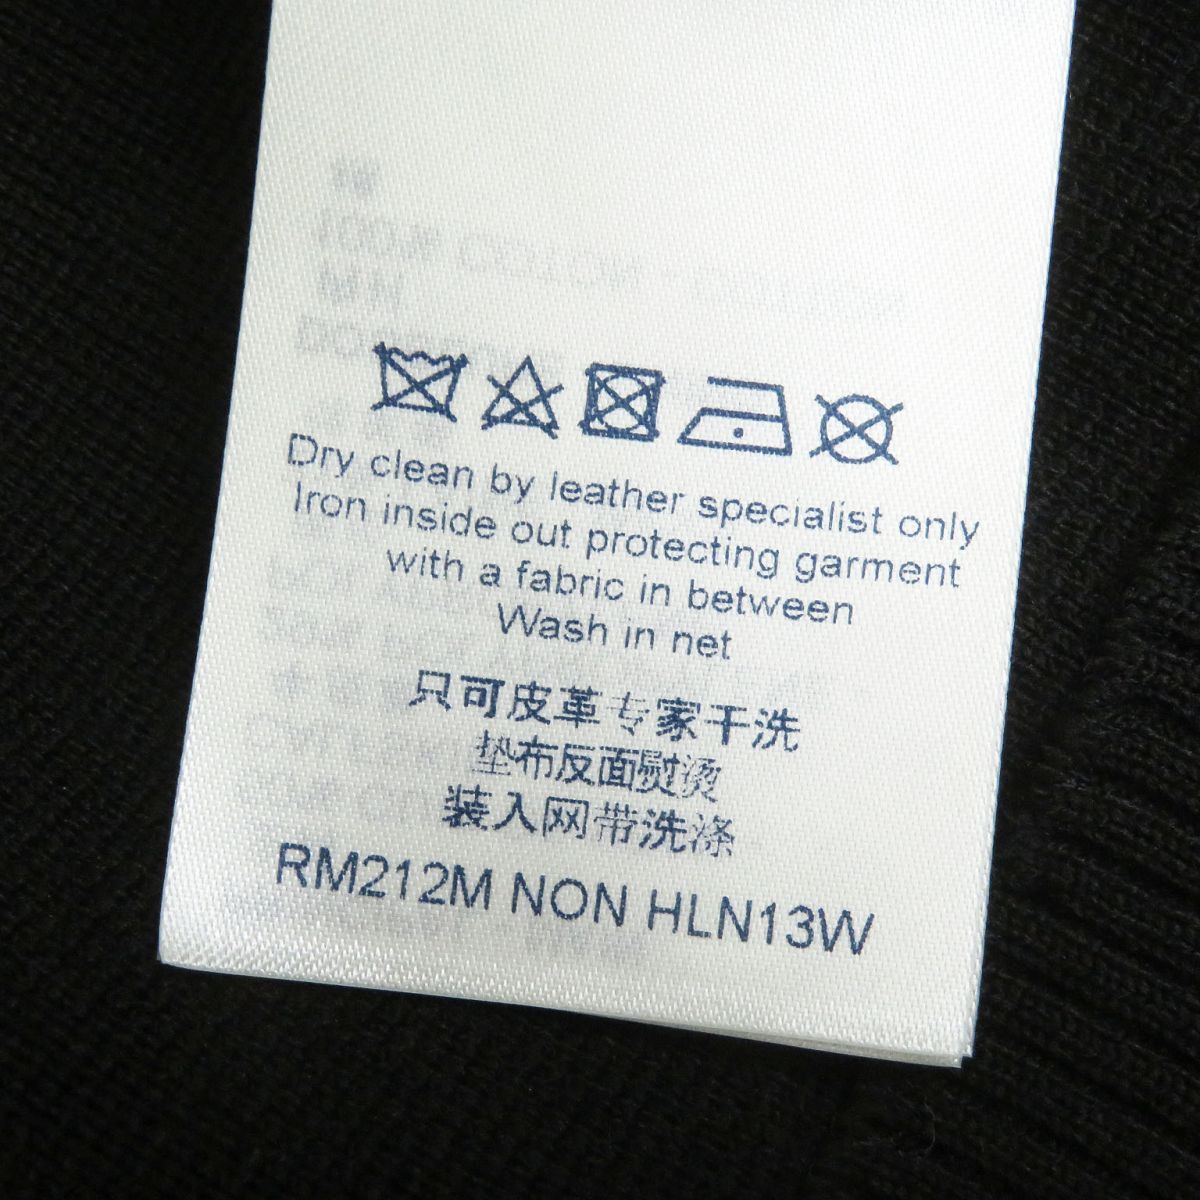 Dry clean by leather specialist only
Iron inside out protecting garment
with a fabric in between
Wash in net
只可皮革专家干洗
垫布反面熨烫
装入网带洗涤
RM212M NON HLN13W